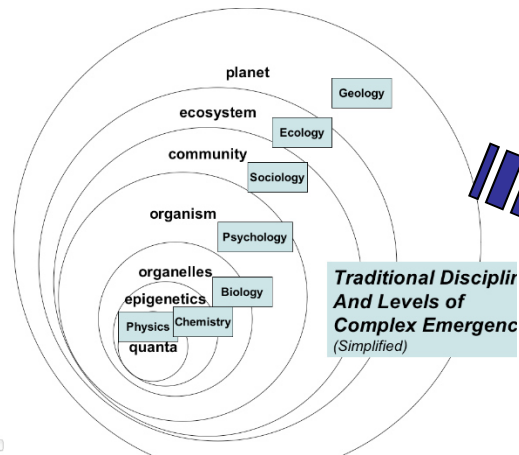 planet
Geology
ecosystem
Ecology
community
Sociology
organism
Psychology
organelles
Biology
epigenetics
Chemistry
Physics
quanta
Traditional Disciplin
And Levels of
Complex Emergenc
(Simplified)